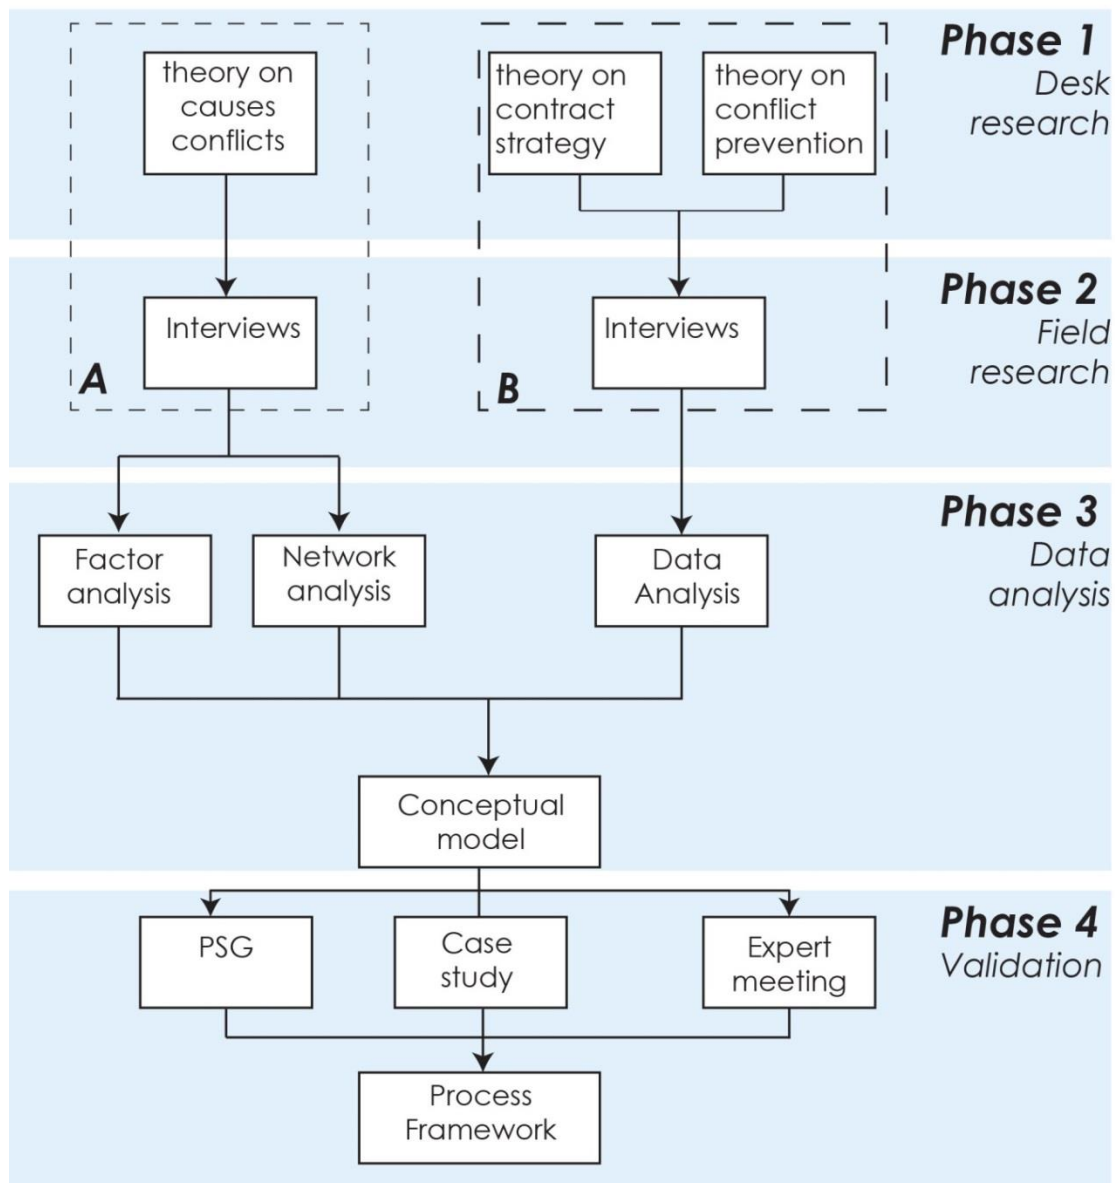 Phase 1
Desk
research
theory on
causes
conflicts
theory on
contract
strategy
theory on
conflict
prevention
Phase 2
Field
research
Interviews
Interviews
A
B
Phase 3
Data
analysis
Factor
analysis
Network
analysis
Data
Analysis
Conceptual
model
Phase 4
Validation
PSG
Case
study
Expert
meeting
Process
Framework